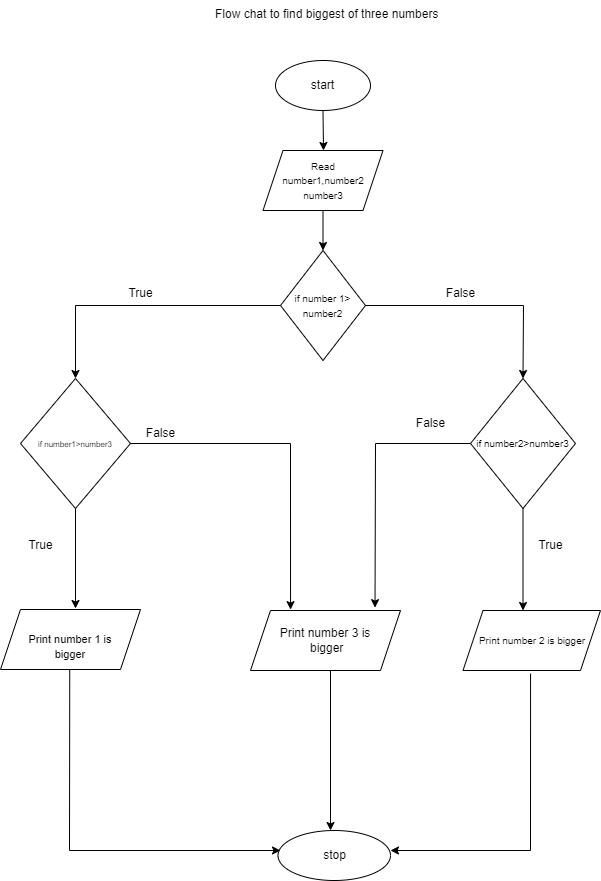 Flow chat to find biggest of three numbers
start
Read
number1,number2
number3
if number 1>
number2
True
False
if number1>number3
False
False
if number2>number3
True
True
Print number 1 is
bigger
Print number 3 is
bigger
Print number 2 is bigger
stop